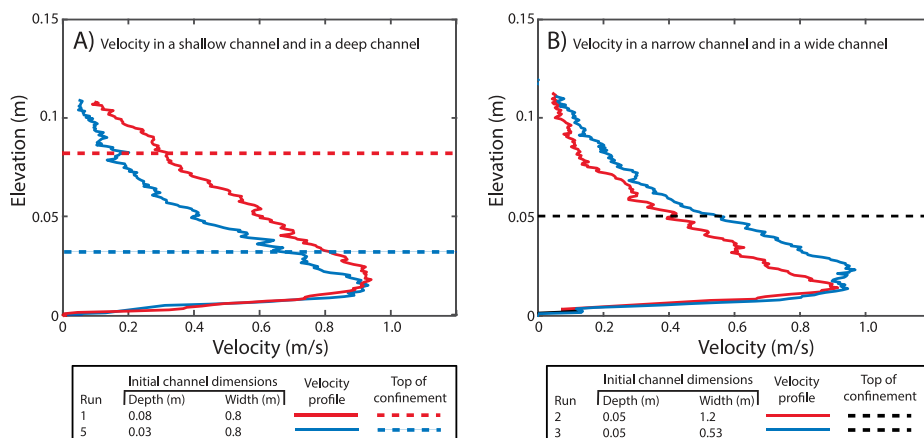 A) Velocity in a shallow channel and in a deep channel
0.15
0.1
0.05
0
Elevation (m)
0 0.2 0.4 0.6 0.8 1.0
Velocity (m/s)
Initial channel dimensions Velocity profile Top of confinement
Run Depth (m) Width (m)
1 0.08 0.8
5 0.03 0.8
B) Velocity in a narrow channel and in a wide channel
0.15
0.1
0.05
0
Elevation (m)
0 0.2 0.4 0.6 0.8 1.0
Velocity (m/s)
Initial channel dimensions Velocity profile Top of confinement
Run Depth (m) Width (m)
2 0.05 1.2
3 0.05 0.53